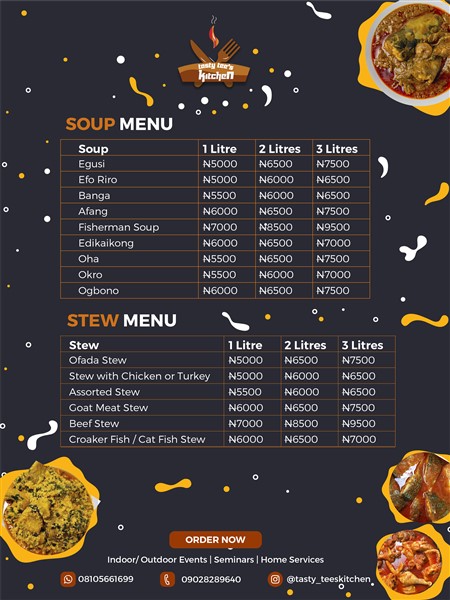 tasty tee's
kitchen
SOUP MENU
Soup 1 Litre 2 Litres 3 Litres
Egusi ₦5000 ₦6500 ₦7500
Efo Riro ₦5000 ₦6000 ₦6500
Banga ₦5500 ₦6000 ₦6500
Afang ₦6000 ₦6500 ₦7500
Fisherman Soup ₦7000 ₦8500 ₦9500
Edikaikong ₦6000 ₦6500 ₦7000
Oha ₦5500 ₦6500 ₦7500
Okro ₦5500 ₦6000 ₦7000
Ogbono ₦6000 ₦6500 ₦7500
STEW MENU
Stew 1 Litre 2 Litres 3 Litres
Ofada Stew ₦5000 ₦6500 ₦7500
Stew with Chicken or Turkey ₦5000 ₦6000 ₦6500
Assorted Stew ₦5500 ₦6000 ₦6500
Goat Meat Stew ₦6000 ₦6500 ₦7500
Beef Stew ₦7000 ₦8500 ₦9500
Croaker Fish / Cat Fish Stew ₦6000 ₦6500 ₦7000
ORDER NOW
Indoor/ Outdoor Events | Seminars | Home Services
08105661699 09028289640 @tasty_teeskitchen